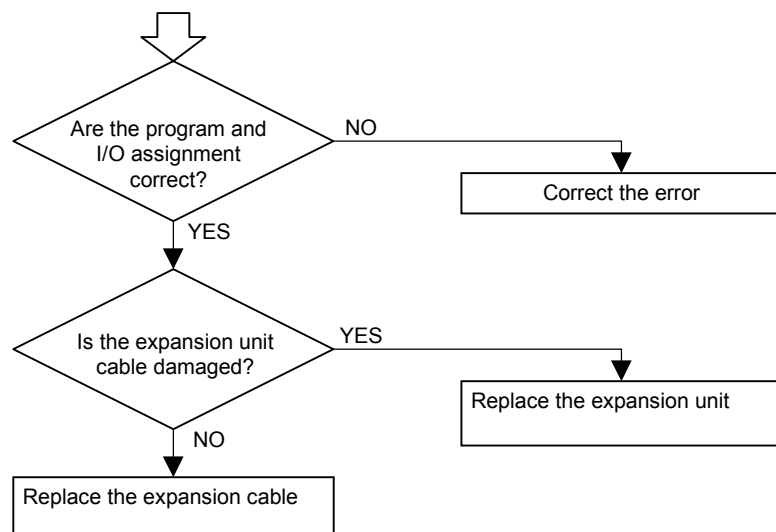 Are the program and
I/O assignment
correct?
NO
Correct the error
YES
Is the expansion unit
cable damaged?
YES
Replace the expansion unit
NO
Replace the expansion cable